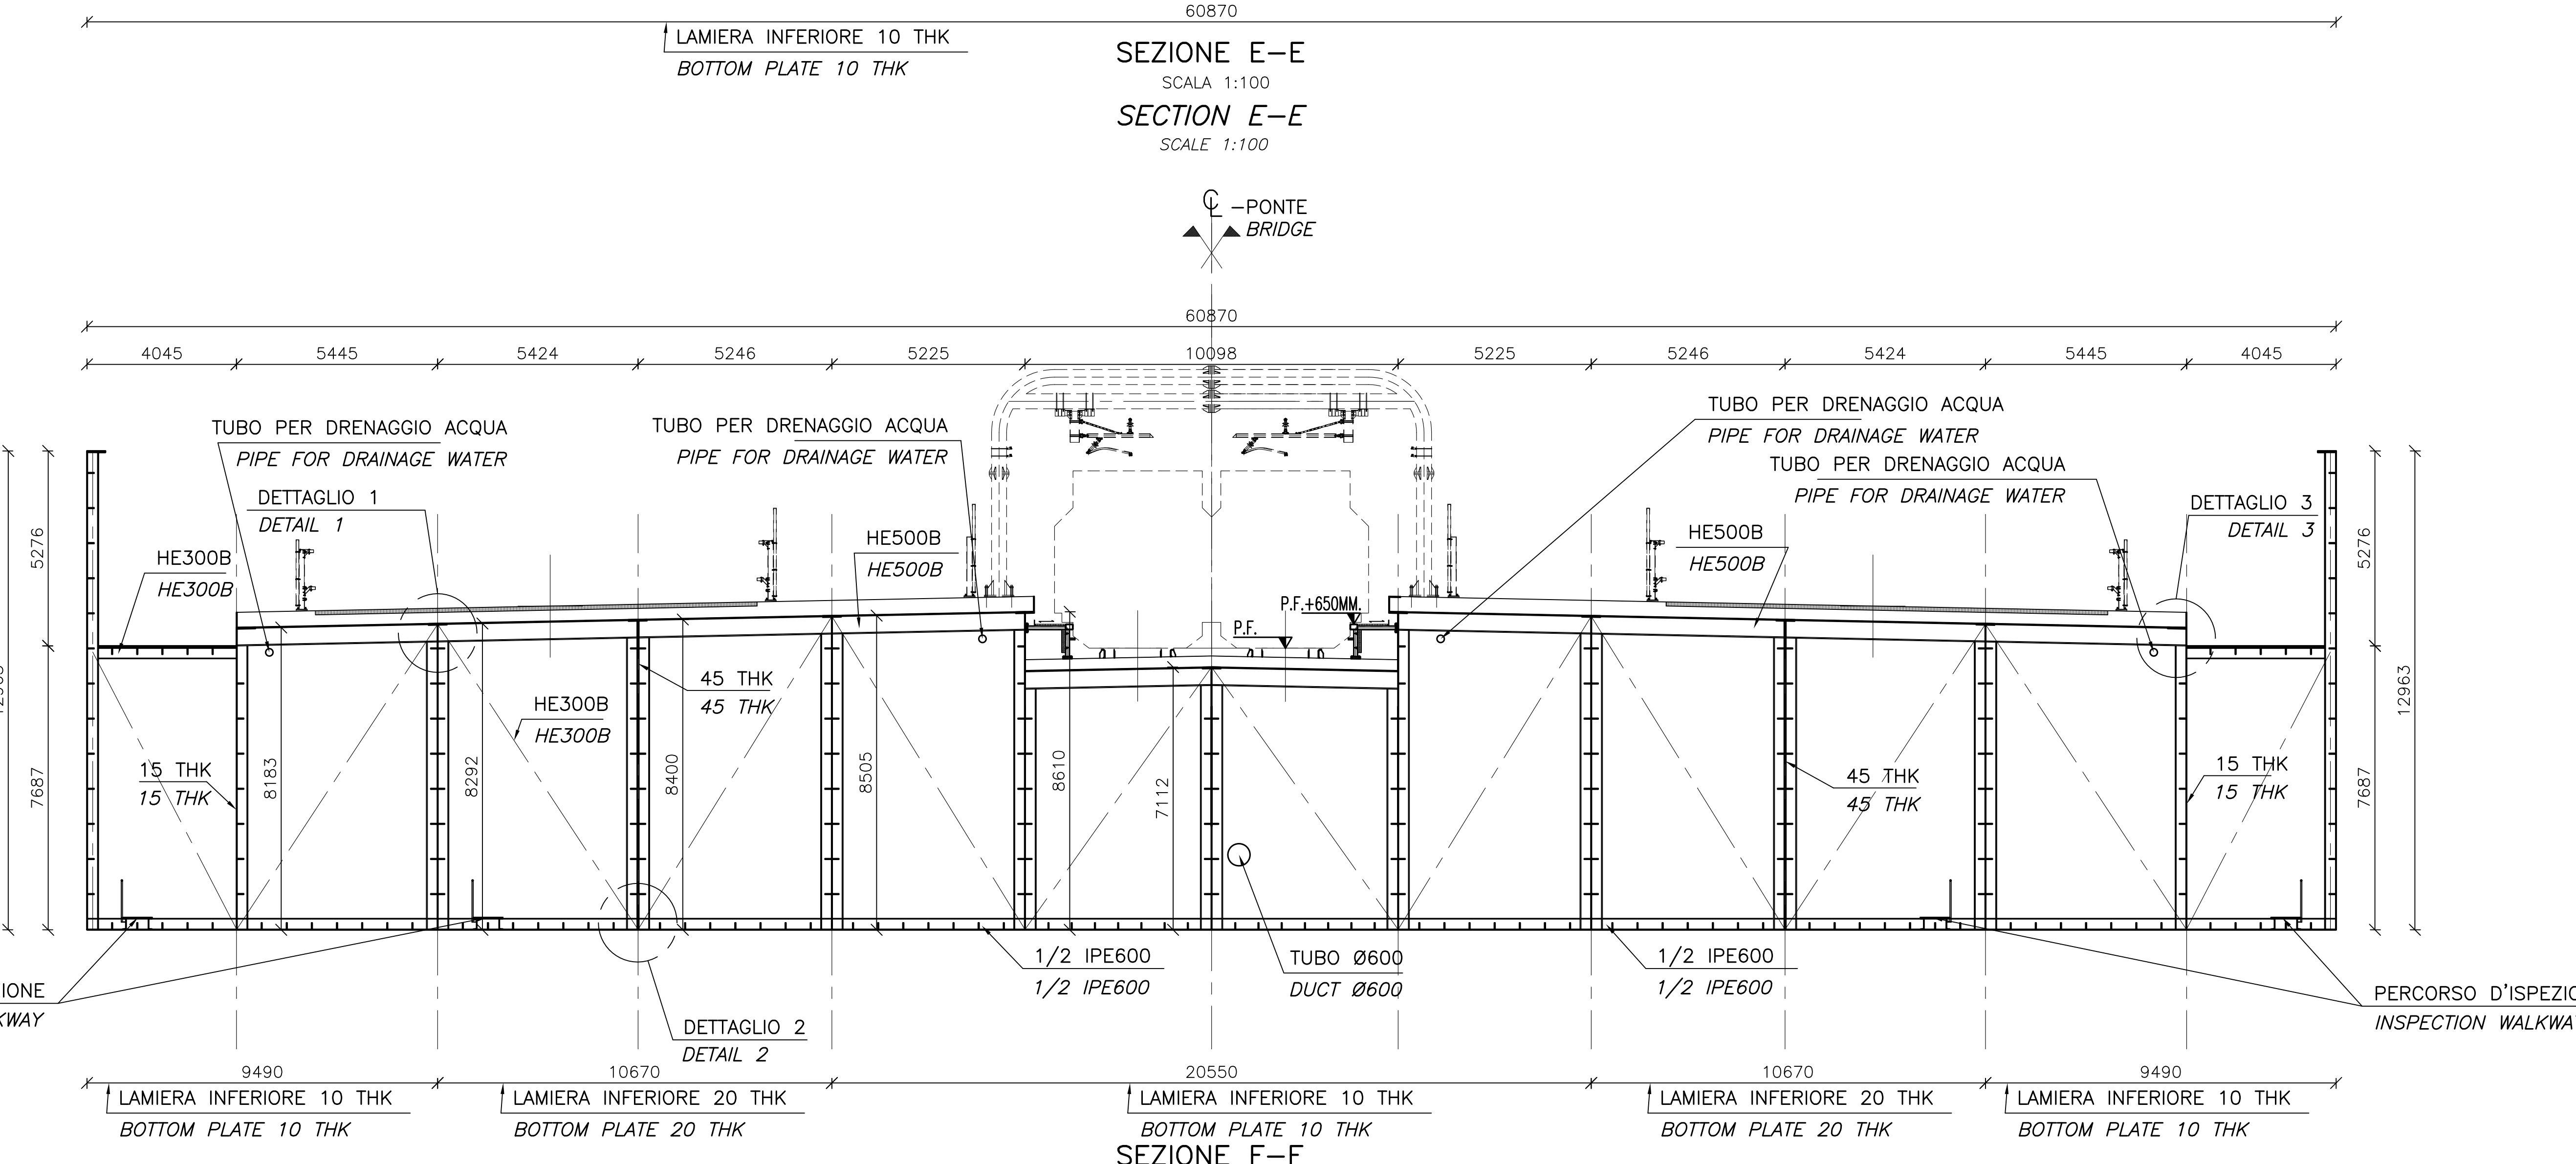 60870
LAMIERA INFERIORE 10 THK
BOTTOM PLATE 10 THK
SEZIONE E-E
SCALA 1:100
SECTION E-E
SCALE 1:100
CL -PONTE
BRIDGE
60870
4045 5445 5424 5246 5225 10098 5225 5246 5424 5445 4045
TUBO PER DRENAGGIO ACQUA
PIPE FOR DRAINAGE WATER
TUBO PER DRENAGGIO ACQUA
PIPE FOR DRAINAGE WATER
TUBO PER DRENAGGIO ACQUA
PIPE FOR DRAINAGE WATER
TUBO PER DRENAGGIO ACQUA
PIPE FOR DRAINAGE WATER
DETTAGLIO 1
DETAIL 1
DETTAGLIO 3
DETAIL 3
HE300B
HE300B
HE500B
HE500B
HE500B
HE500B
5276
5276
P.F.+650MM.
P.F.
45 THK
45 THK
HE300B
HE300B
12963
15 THK
15 THK
7687
8183
8292
8400
8505
8610
7112
45 THK
45 THK
15 THK
15 THK
7687
1/2 IPE600
1/2 IPE600
TUBO Ø600
DUCT Ø600
1/2 IPE600
1/2 IPE600
IONE
KWAY
PERCORSO D'ISPEZIO
INSPECTION WALKWA
DETTAGLIO 2
DETAIL 2
9490 10670 20550 10670 9490
LAMIERA INFERIORE 10 THK
BOTTOM PLATE 10 THK
LAMIERA INFERIORE 20 THK
BOTTOM PLATE 20 THK
LAMIERA INFERIORE 10 THK
BOTTOM PLATE 10 THK
LAMIERA INFERIORE 20 THK
BOTTOM PLATE 20 THK
LAMIERA INFERIORE 10 THK
BOTTOM PLATE 10 THK
SEZIONE F-F